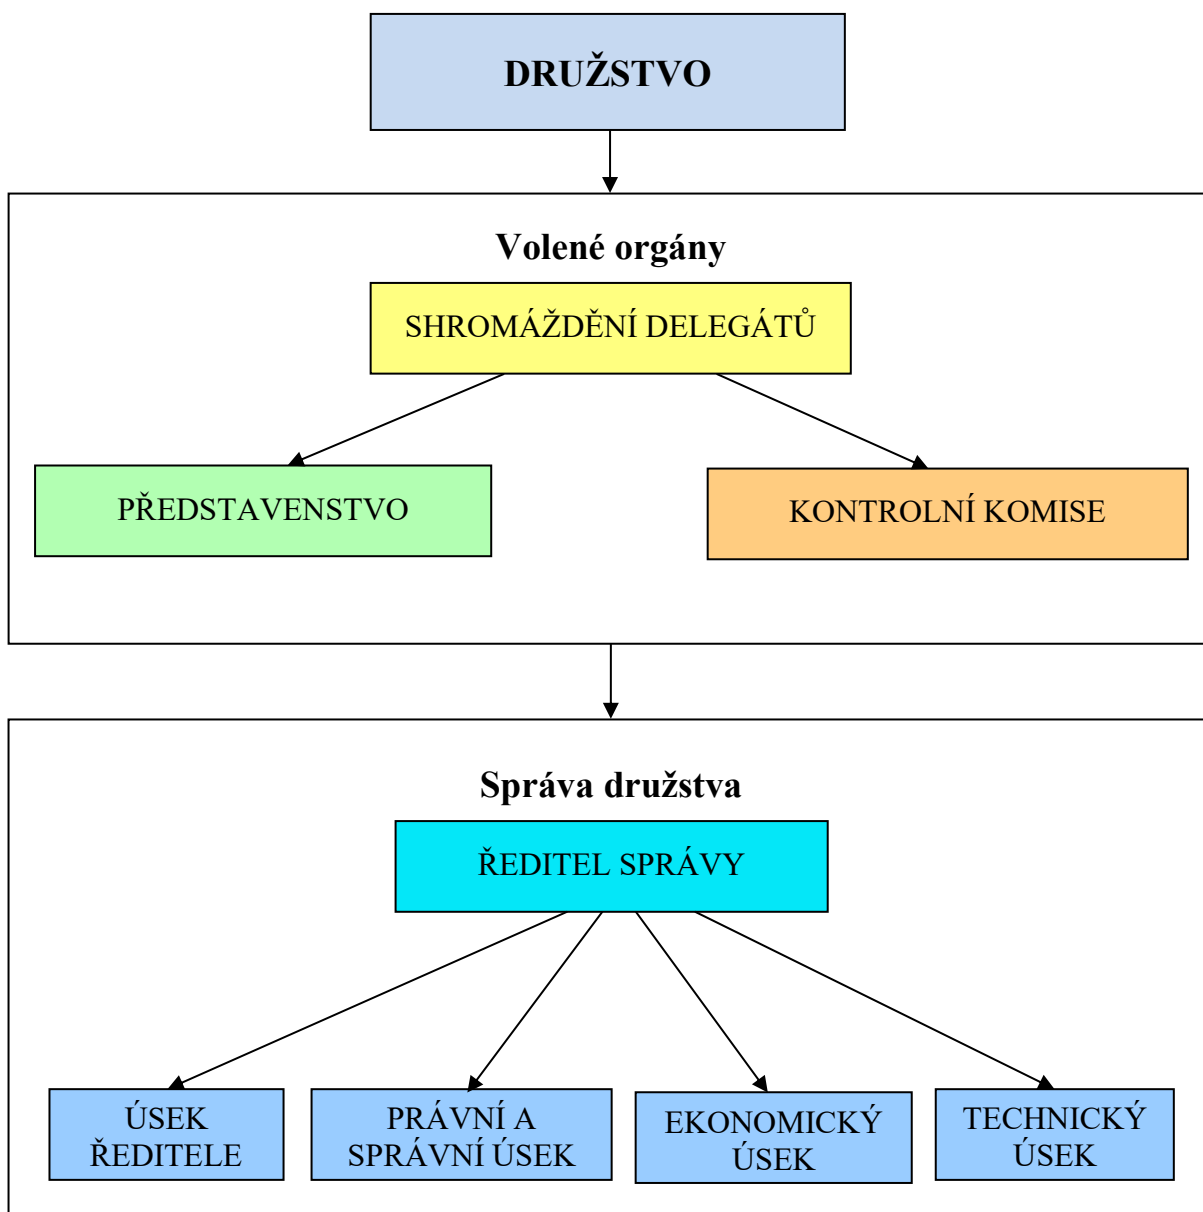 DRUŽSTVO
Volené orgány
SHROMÁŽDĚNÍ DELEGÁTŮ
PŘEDSTAVENSTVO
KONTROLNÍ KOMISE
Správa družstva
ŘEDITEL SPRÁVY
ÚSEK
ŘEDITELE
PRÁVNÍ A
SPRÁVNÍ ÚSEK
EKONOMICKÝ
ÚSEK
TECHNICKÝ
ÚSEK